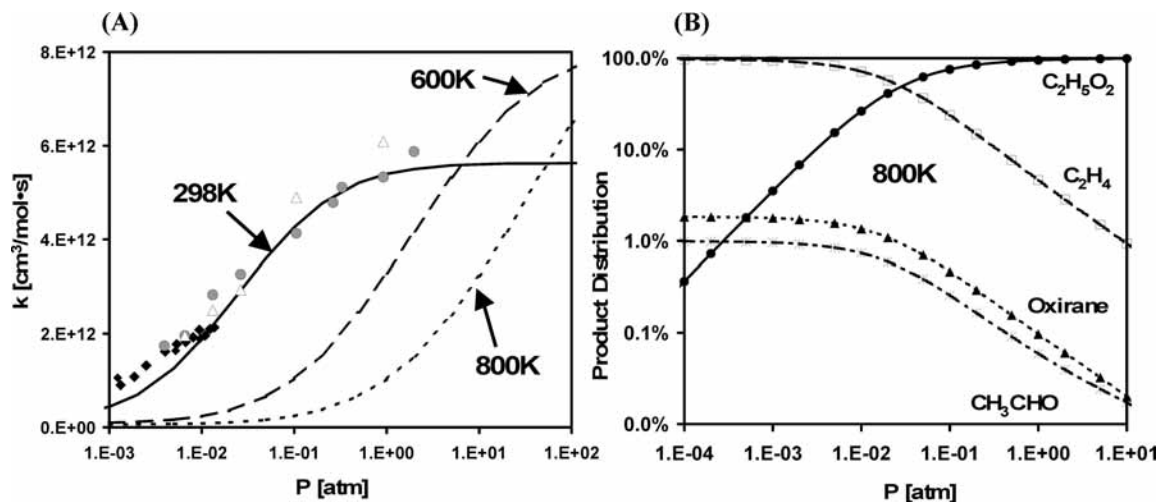 (A)
(B)
k [cm³/mol•s]
8.E+12
6.E+12
4.E+12
2.E+12
0.E+00
600K
298K
800K
1.E-03 1.E-02 1.E-01 1.E+00 1.E+01 1.E+02
P [atm]
Product Distribution
100.0%
10.0%
1.0%
0.1%
0.0%
C₂H₅O₂
C₂H₄
800K
Oxirane
CH₃CHO
1.E-04 1.E-03 1.E-02 1.E-01 1.E+00 1.E+01
P [atm]